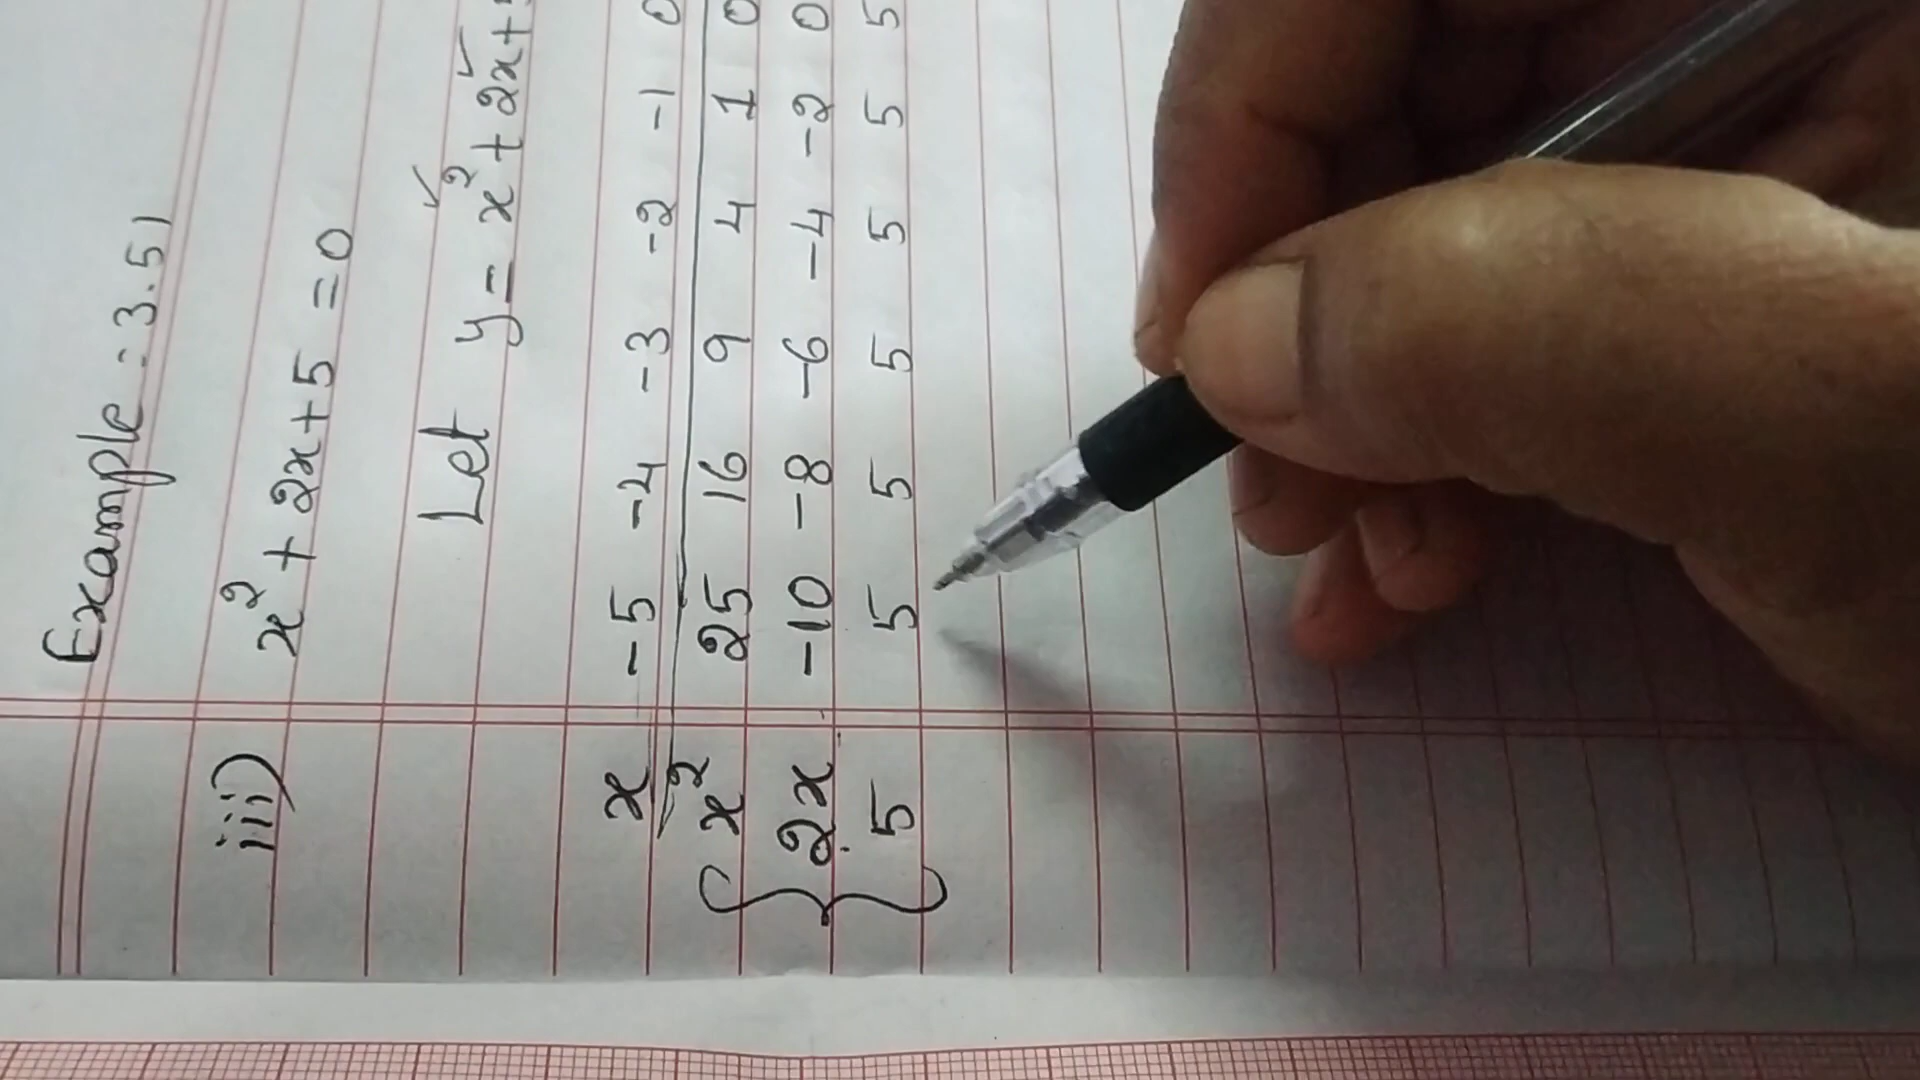 Example : 3.51
iii) x² + 2x + 5 = 0
Let y = x² + 2x +
x -5 -4 -3 -2 -1 0
x² 25 16 9 4 1 0
2x -10 -8 -6 -4 -2 0
5 5 5 5 5 5 5